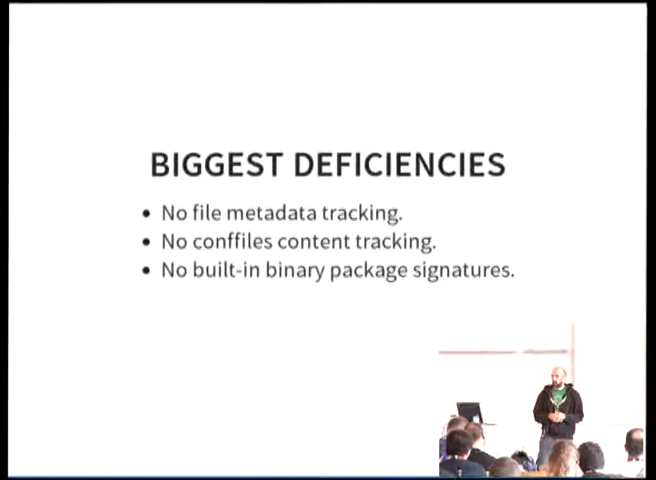 BIGGEST DEFICIENCIES
• No file metadata tracking.
• No conffiles content tracking.
• No built-in binary package signatures.